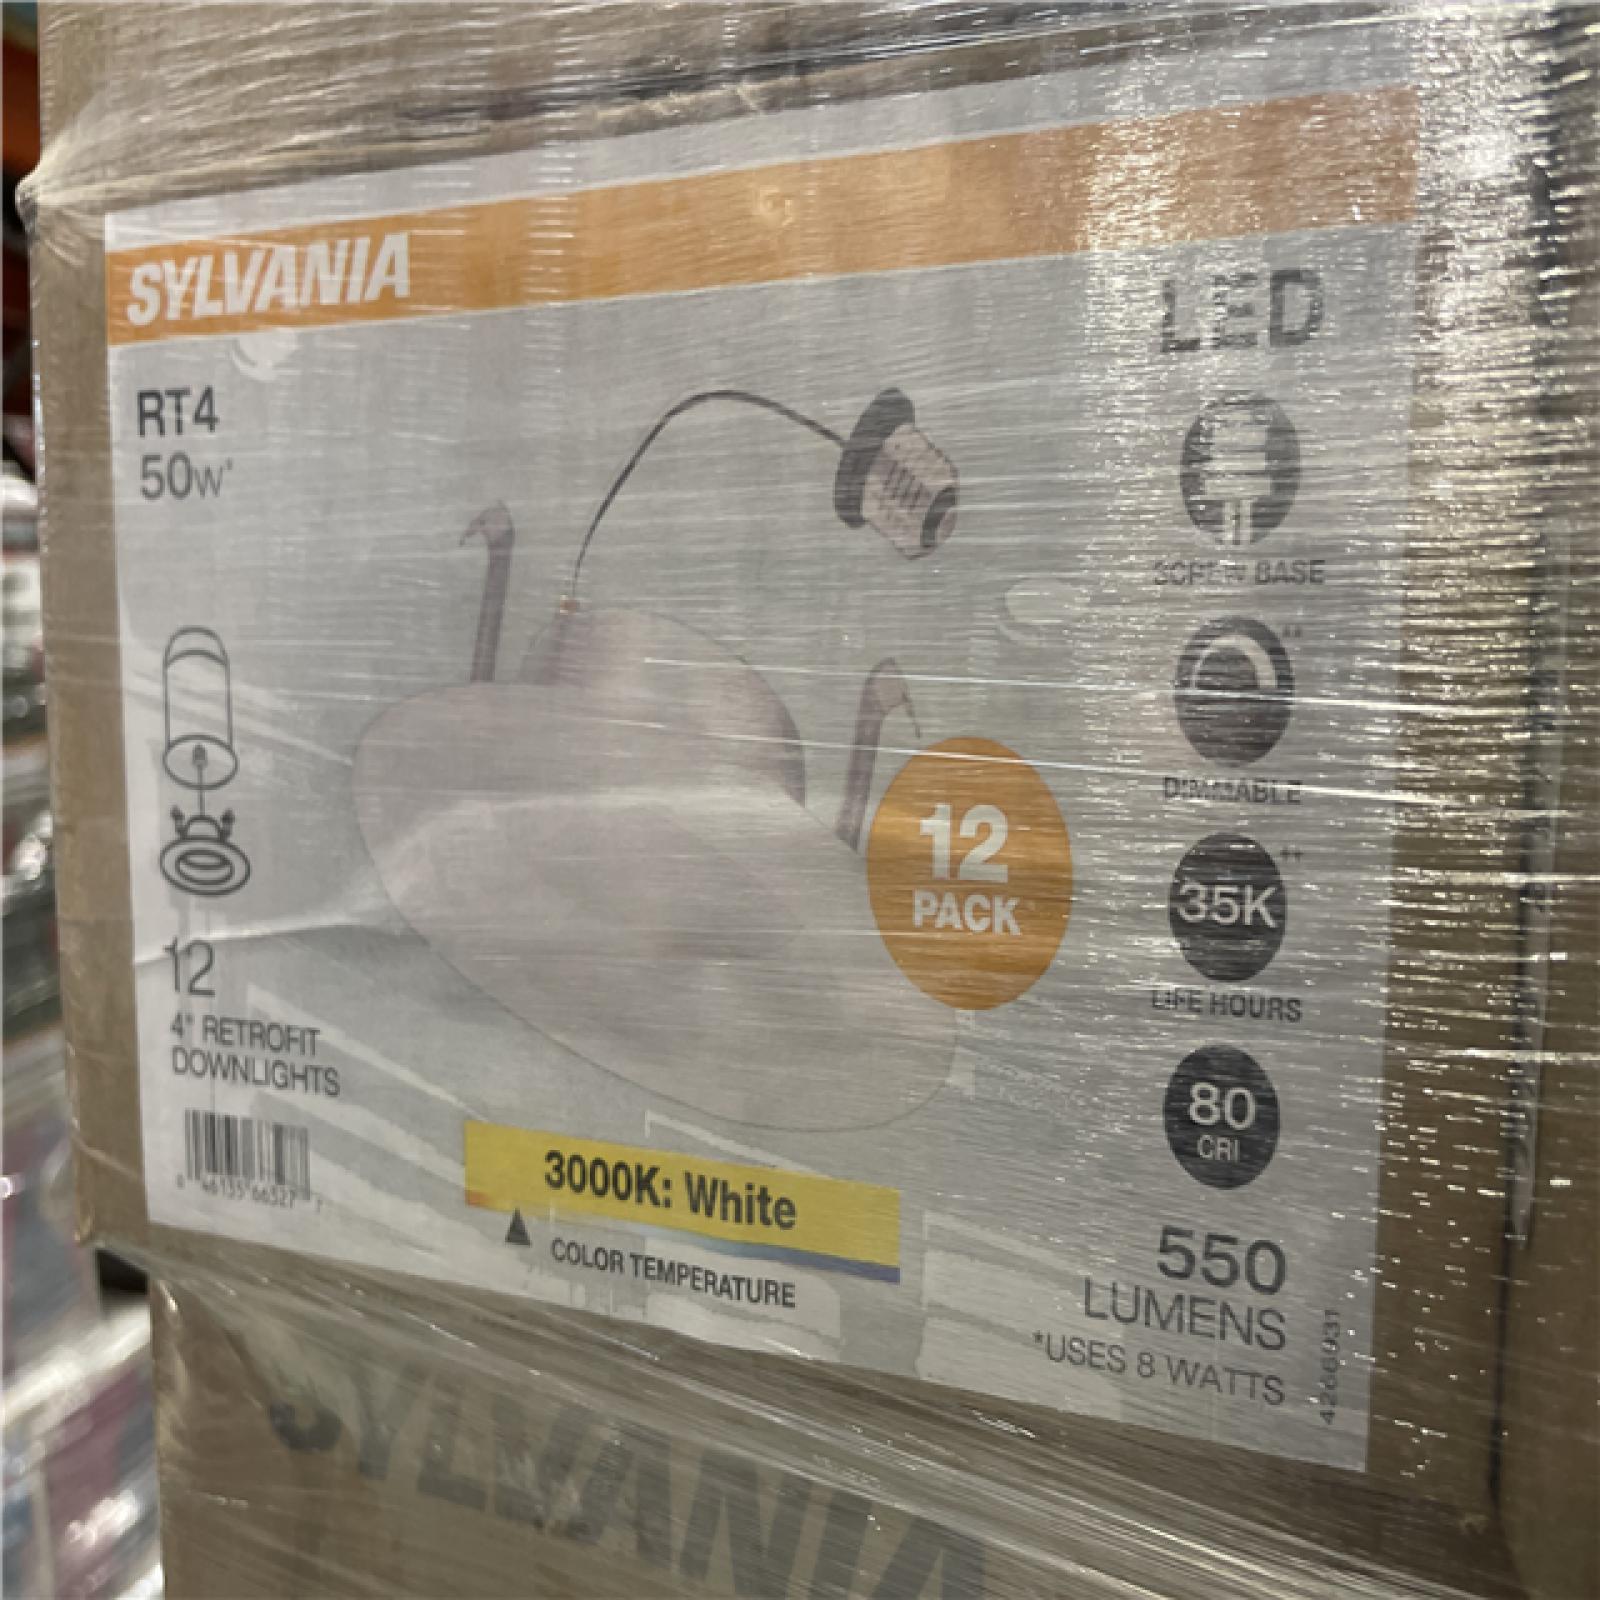 SYLVANIA
LED
RT4
50W*
SCREW BASE
DIMMABLE
++
35K
LIFE HOURS
80
CRI
12
PACK
12
4" RETROFIT
DOWNLIGHTS
3000K: White
COLOR TEMPERATURE
550
LUMENS
*USES 8 WATTS
SYLVANIA